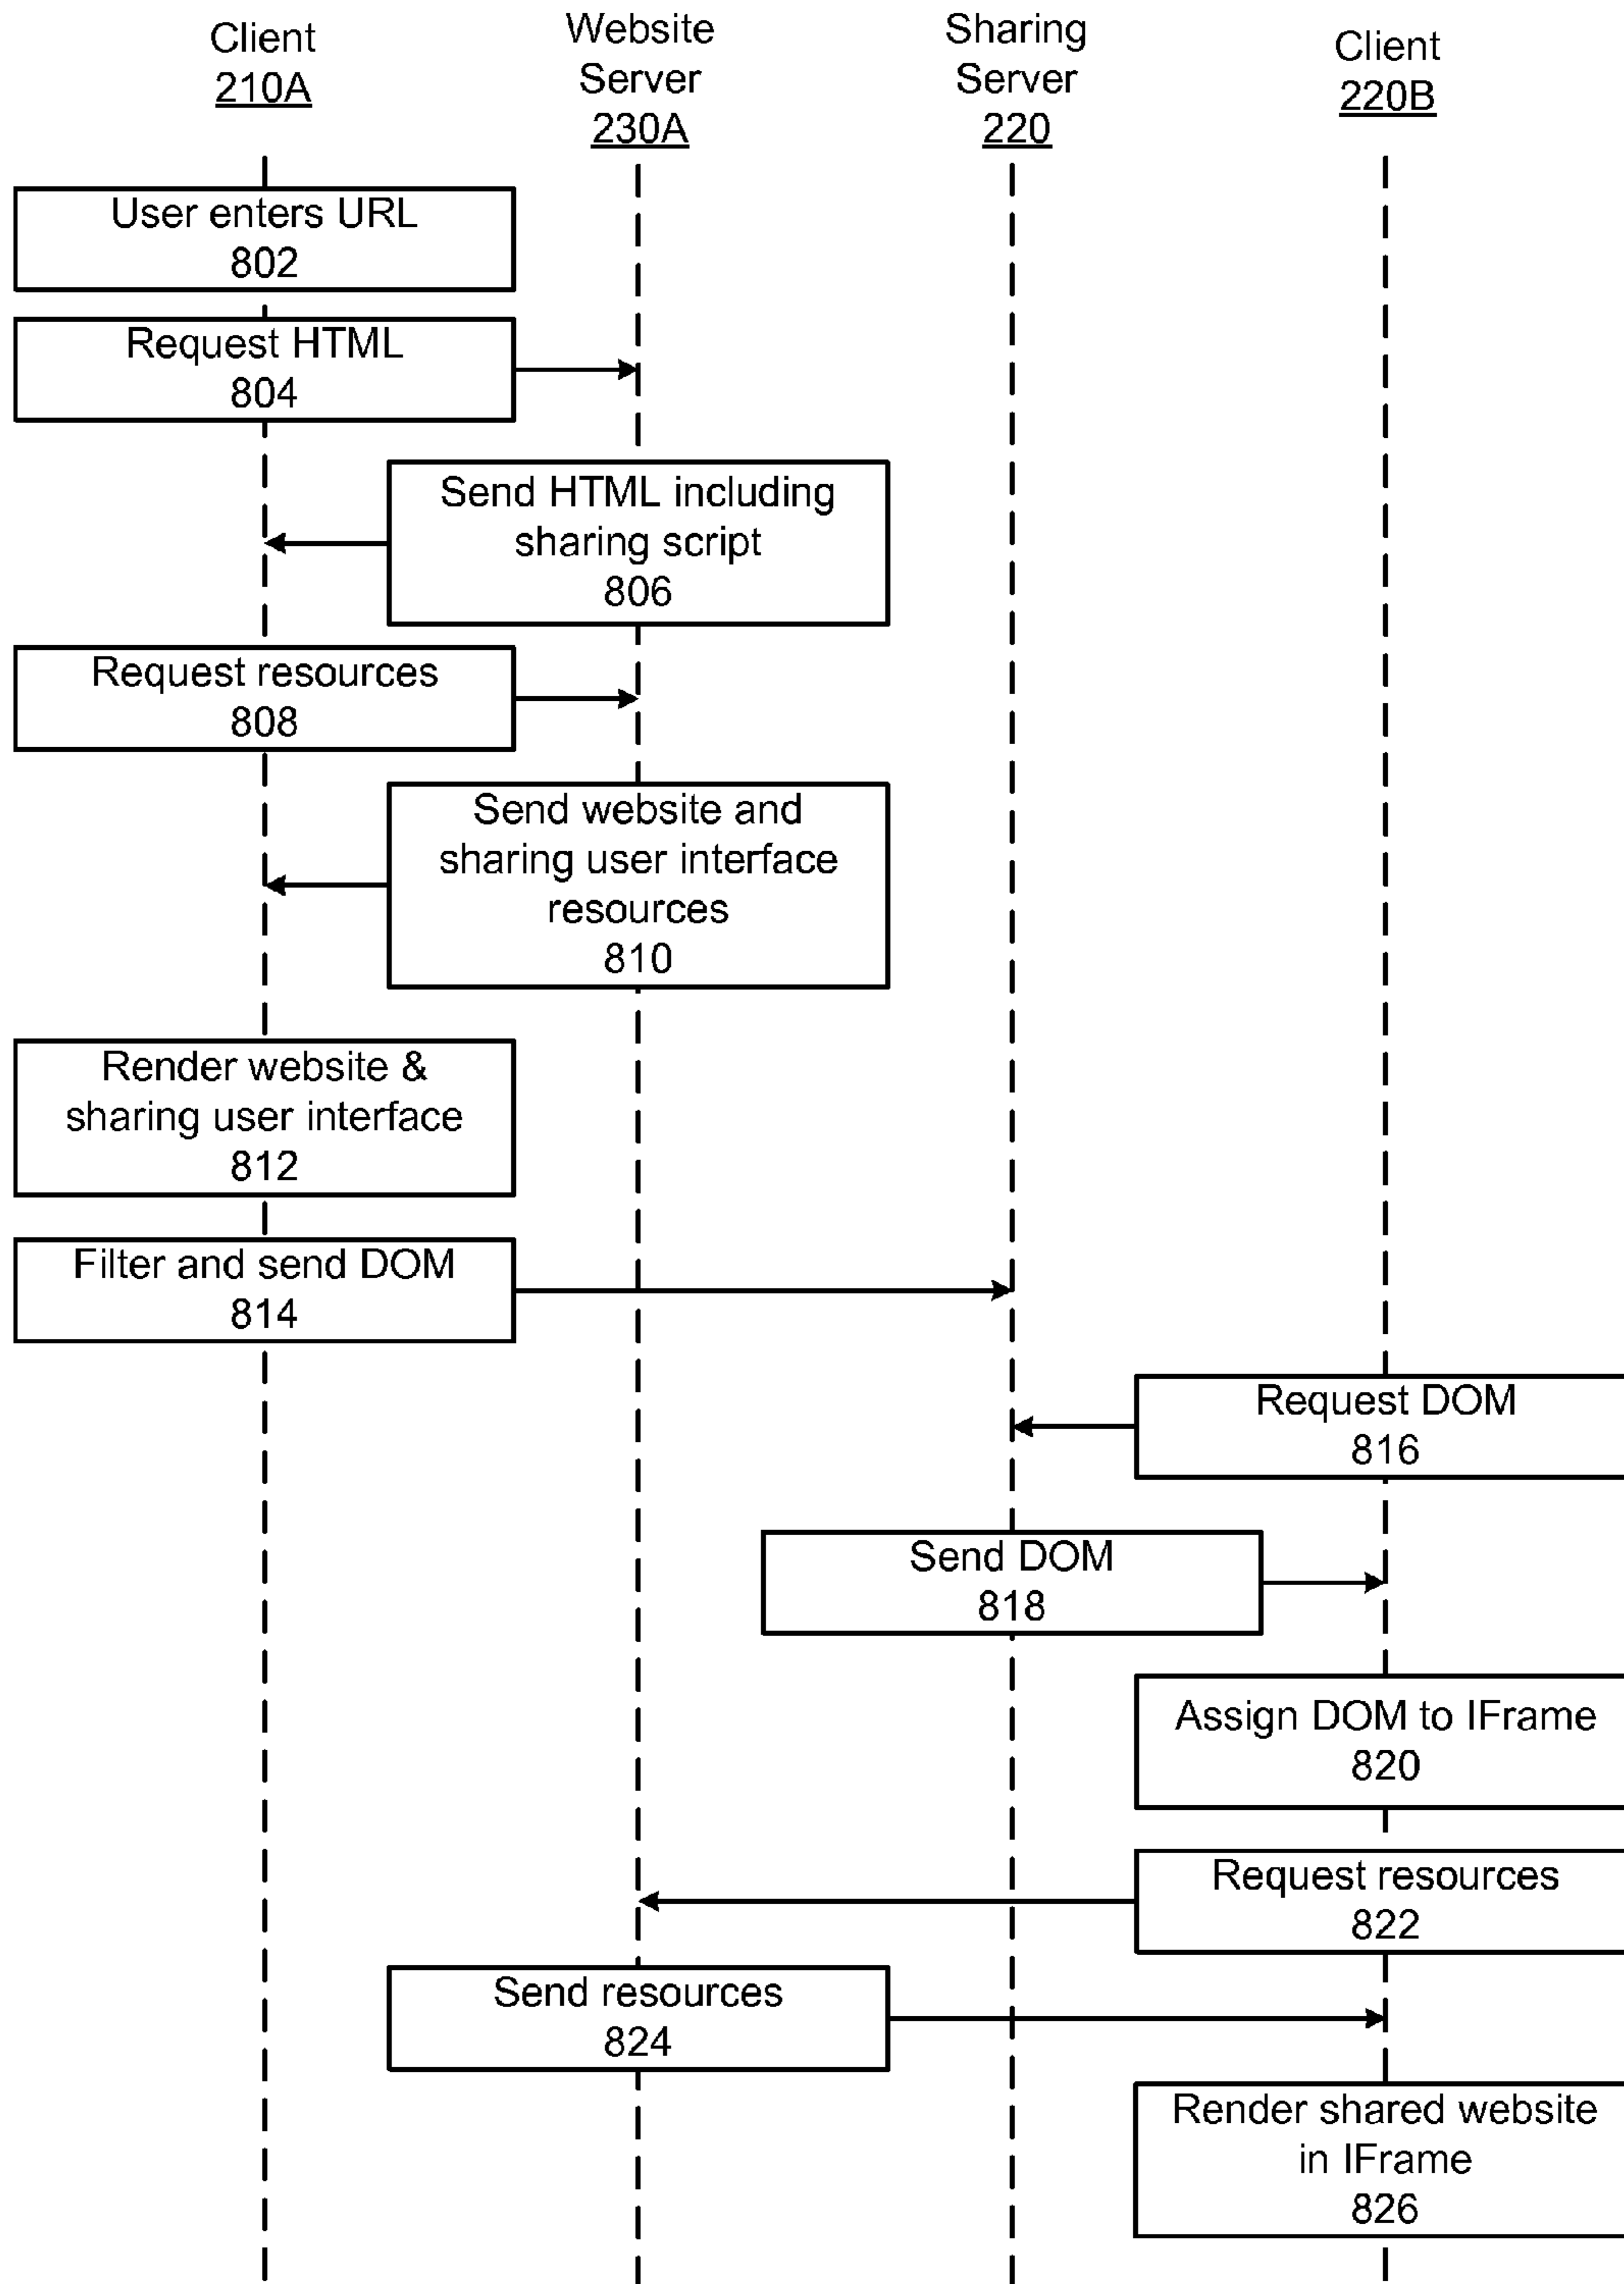 Client
210A
Website
Server
230A
Sharing
Server
220
Client
220B
User enters URL
802
Request HTML
804
Send HTML including
sharing script
806
Request resources
808
Send website and
sharing user interface
resources
810
Render website &
sharing user interface
812
Filter and send DOM
814
Request DOM
816
Send DOM
818
Assign DOM to IFrame
820
Request resources
822
Send resources
824
Render shared website
in IFrame
826